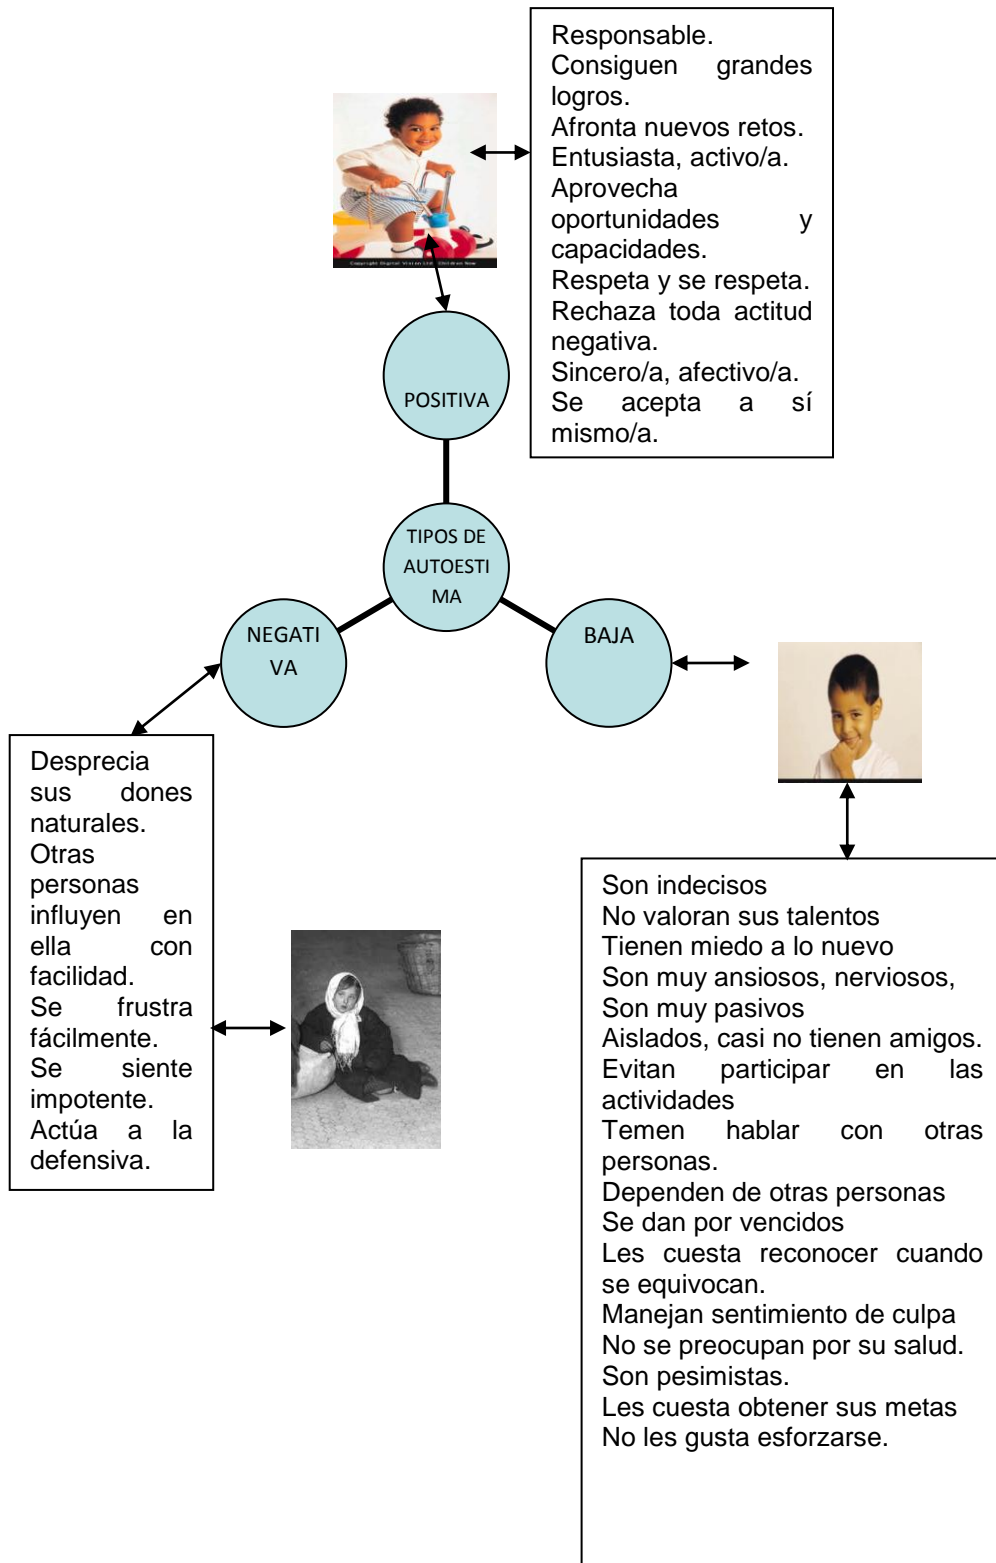 Responsable.
Consiguen grandes
logros.
Afronta nuevos retos.
Entusiasta, activo/a.
Aprovecha
oportunidades y
capacidades.
Respeta y se respeta.
Rechaza toda actitud
negativa.
Sincero/a, afectivo/a.
Se acepta a sí
mismo/a.
Copyright Digital Vision Ltd. Children Now
POSITIVA
TIPOS DE
AUTOESTI
MA
NEGATI
VA
BAJA
Desprecia
sus dones
naturales.
Otras
personas
influyen en
ella con
facilidad.
Se frustra
fácilmente.
Se siente
impotente.
Actúa a la
defensiva.
Son indecisos
No valoran sus talentos
Tienen miedo a lo nuevo
Son muy ansiosos, nerviosos,
Son muy pasivos
Aislados, casi no tienen amigos.
Evitan participar en las
actividades
Temen hablar con otras
personas.
Dependen de otras personas
Se dan por vencidos
Les cuesta reconocer cuando
se equivocan.
Manejan sentimiento de culpa
No se preocupan por su salud.
Son pesimistas.
Les cuesta obtener sus metas
No les gusta esforzarse.